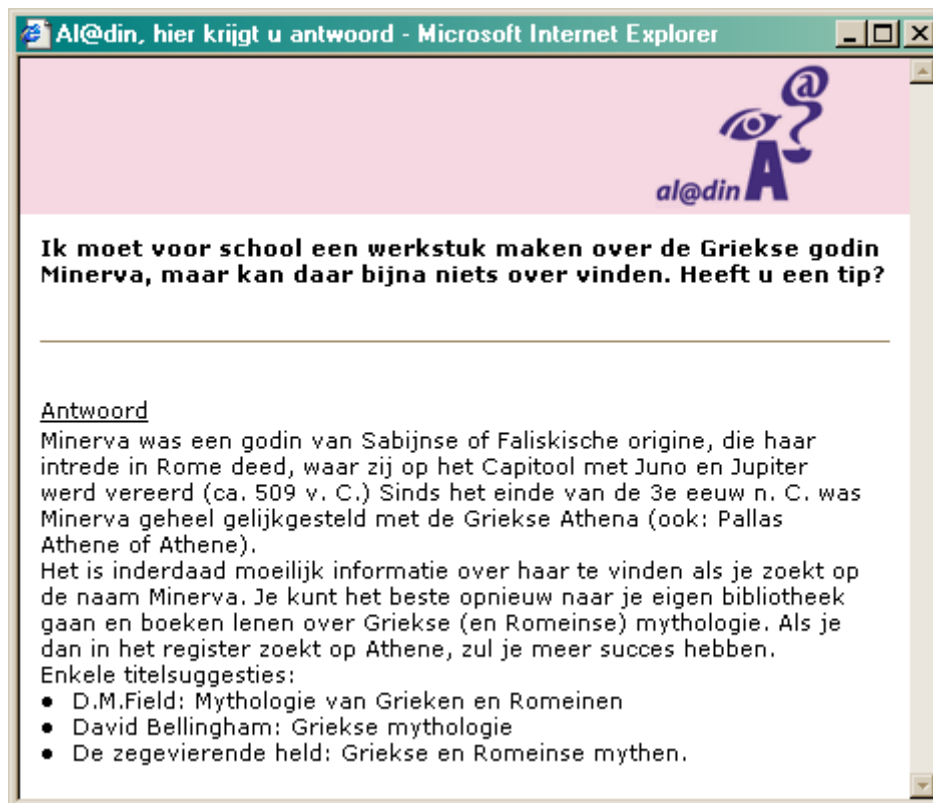 Al@din, hier krijgt u antwoord - Microsoft Internet Explorer
al@din
Ik moet voor school een werkstuk maken over de Griekse godin
Minerva, maar kan daar bijna niets over vinden. Heeft u een tip?
Antwoord
Minerva was een godin van Sabijnse of Faliskische origine, die haar
intrede in Rome deed, waar zij op het Capitool met Juno en Jupiter
werd vereerd (ca. 509 v. C.) Sinds het einde van de 3e eeuw n. C. was
Minerva geheel gelijkgesteld met de Griekse Athena (ook: Pallas
Athene of Athene).
Het is inderdaad moeilijk informatie over haar te vinden als je zoekt op
de naam Minerva. Je kunt het beste opnieuw naar je eigen bibliotheek
gaan en boeken lenen over Griekse (en Romeinse) mythologie. Als je
dan in het register zoekt op Athene, zul je meer succes hebben.
Enkele titelsuggesties:
● D.M.Field: Mythologie van Grieken en Romeinen
● David Bellingham: Griekse mythologie
● De zegevierende held: Griekse en Romeinse mythen.